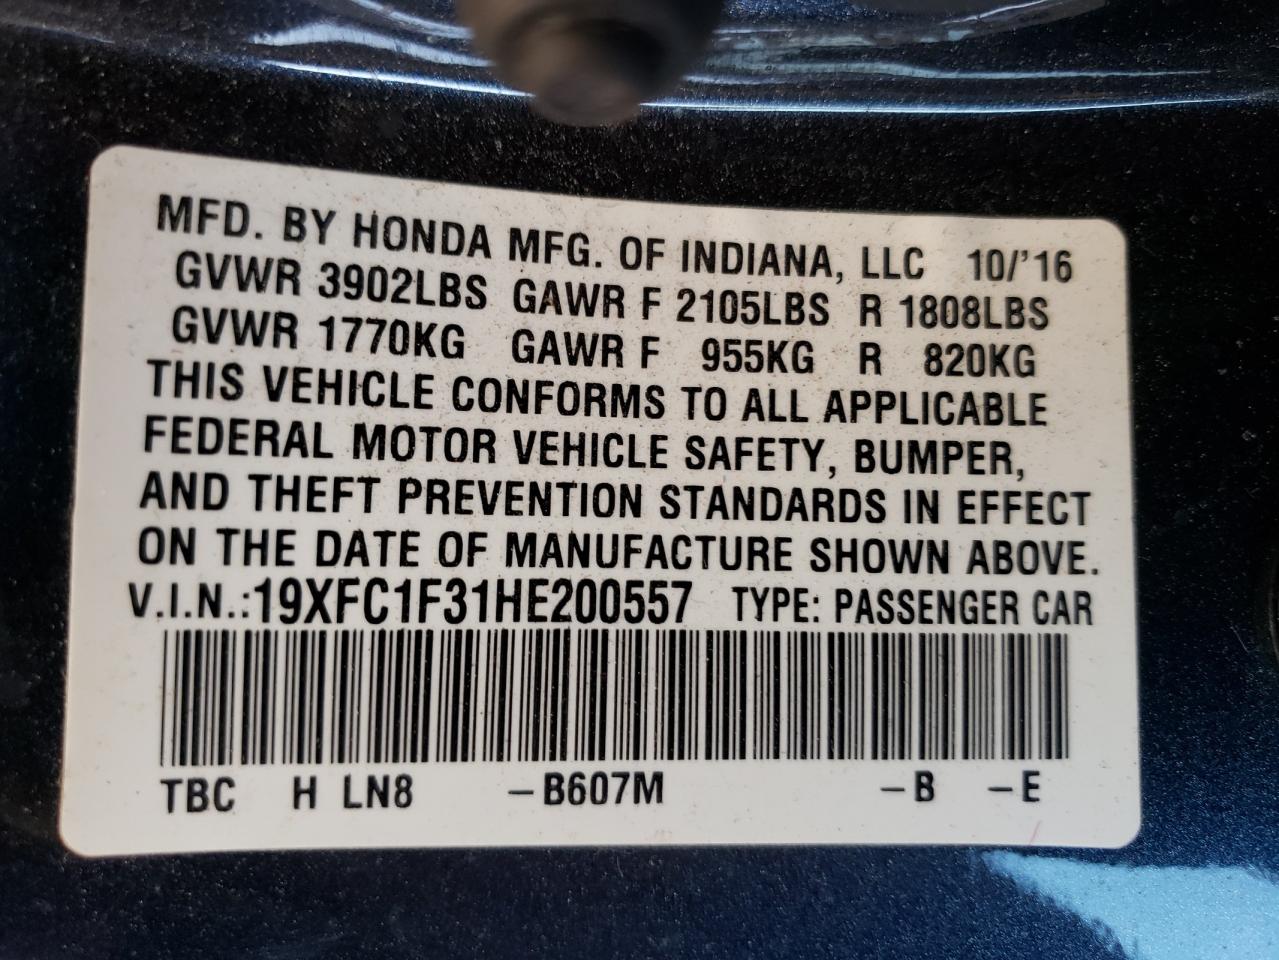 MFD. BY HONDA MFG. OF INDIANA, LLC 10/'16
GVWR 3902LBS GAWR F 2105LBS R 1808LBS
GVWR 1770KG GAWR F 955KG R 820KG
THIS VEHICLE CONFORMS TO ALL APPLICABLE
FEDERAL MOTOR VEHICLE SAFETY, BUMPER,
AND THEFT PREVENTION STANDARDS IN EFFECT
ON THE DATE OF MANUFACTURE SHOWN ABOVE.
V.I.N.:19XFC1F31HE200557 TYPE: PASSENGER CAR
TBC H LN8 –B607M –B –E